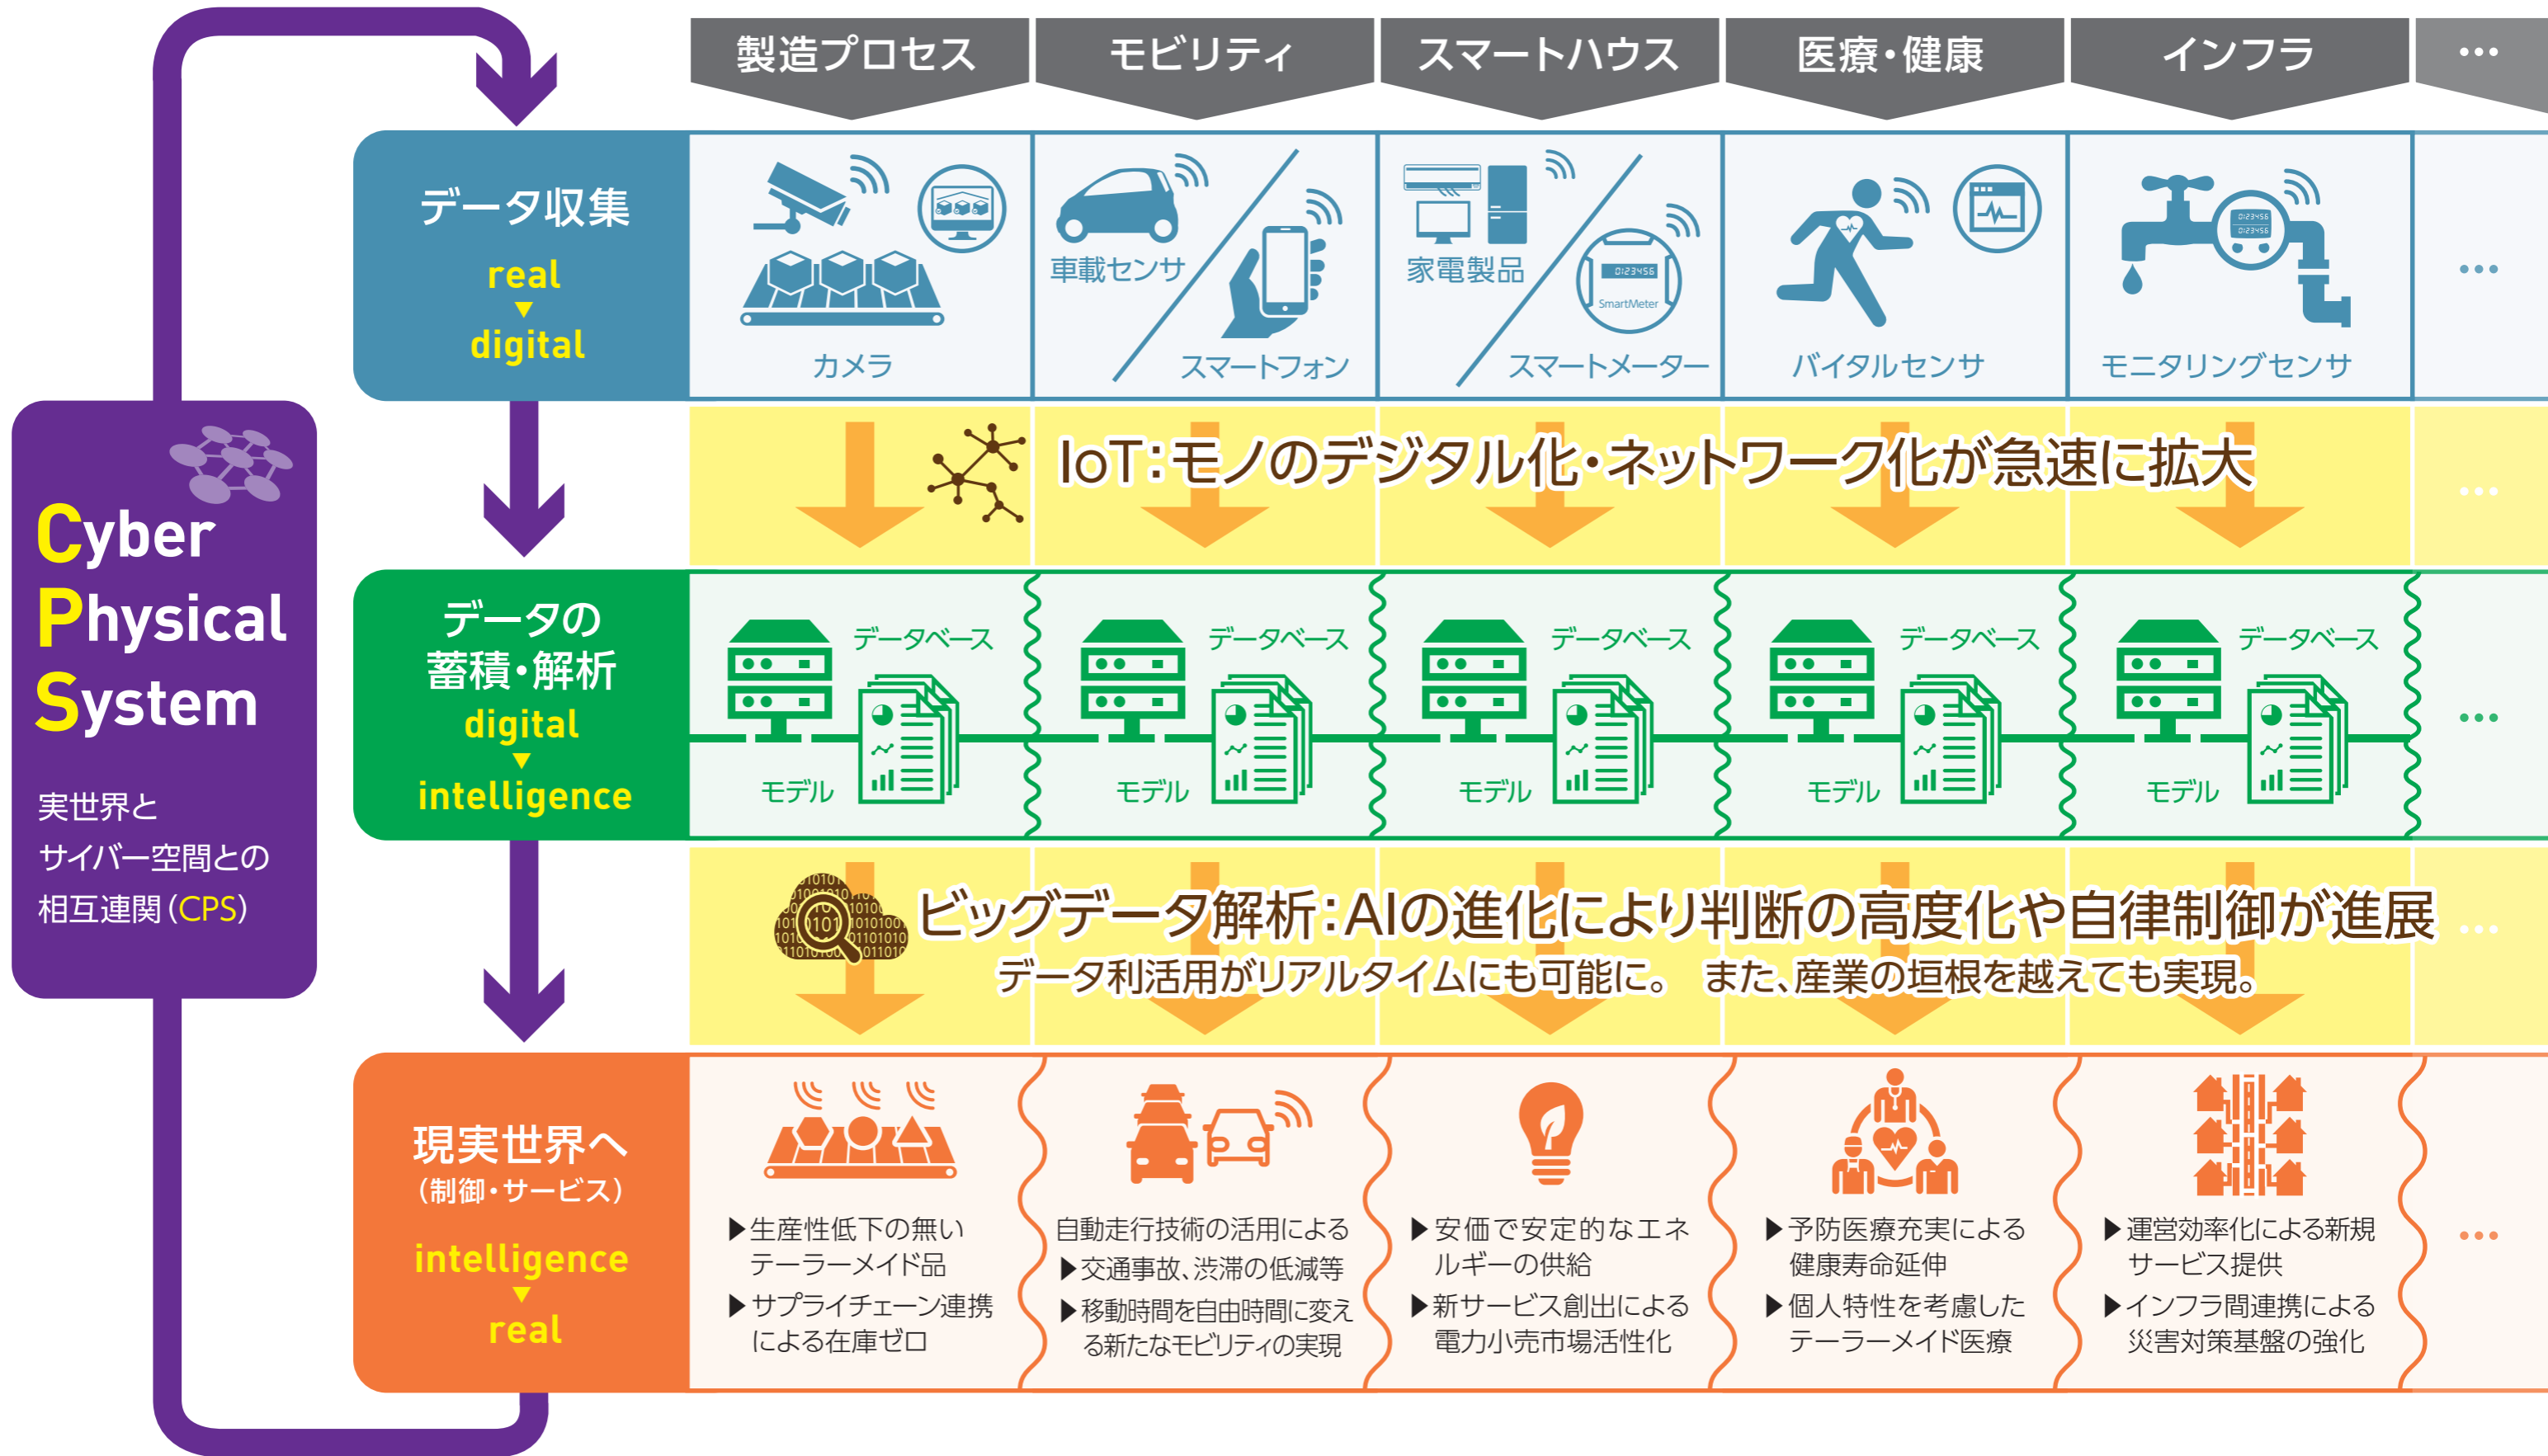 Cyber
Physical
System
実世界と
サイバー空間との
相互連関(CPS)
製造プロセス
モビリティ
スマートハウス
医療・健康
インフラ
…
データ収集
real
▼
digital
カメラ
車載センサ
スマートフォン
家電製品
0123456
SmartMeter
スマートメーター
バイタルセンサ
0123456
0123456
モニタリングセンサ
…
IoT:モノのデジタル化・ネットワーク化が急速に拡大
…
データの
蓄積・解析
digital
▼
intelligence
データベース
モデル
データベース
モデル
データベース
モデル
データベース
モデル
データベース
モデル
…
ビッグデータ解析:AIの進化により判断の高度化や自律制御が進展
…
データ利活用がリアルタイムにも可能に。 また、産業の垣根を越えても実現。
現実世界へ
(制御・サービス)
intelligence
▼
real
▶生産性低下の無い
テーラーメイド品
▶サプライチェーン連携
による在庫ゼロ
自動走行技術の活用による
▶交通事故、渋滞の低減等
▶移動時間を自由時間に変え
る新たなモビリティの実現
▶安価で安定的なエネ
ルギーの供給
▶新サービス創出による
電力小売市場活性化
▶予防医療充実による
健康寿命延伸
▶個人特性を考慮した
テーラーメイド医療
▶運営効率化による新規
サービス提供
▶インフラ間連携による
災害対策基盤の強化
…